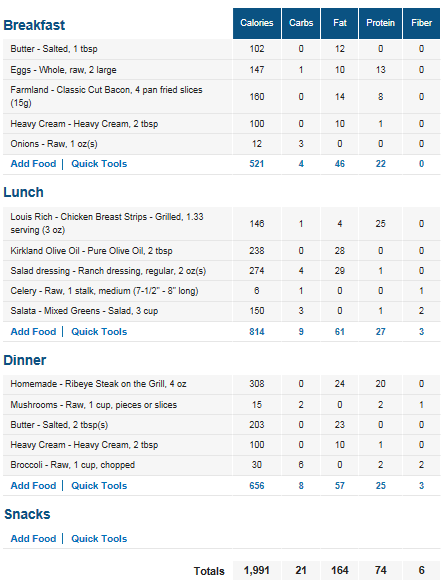 Breakfast Calories Carbs Fat Protein Fiber
Butter - Salted, 1 tbsp 102 0 12 0 0
Eggs - Whole, raw, 2 large 147 1 10 13 0
Farmland - Classic Cut Bacon, 4 pan fried slices
(15g) 160 0 14 8 0
Heavy Cream - Heavy Cream, 2 tbsp 100 0 10 1 0
Onions - Raw, 1 oz(s) 12 3 0 0 0
Add Food | Quick Tools 521 4 46 22 0
Lunch
Louis Rich - Chicken Breast Strips - Grilled, 1.33
serving (3 oz) 146 1 4 25 0
Kirkland Olive Oil - Pure Olive Oil, 2 tbsp 238 0 28 0 0
Salad dressing - Ranch dressing, regular, 2 oz(s) 274 4 29 1 0
Celery - Raw, 1 stalk, medium (7-1/2" - 8" long) 6 1 0 0 1
Salata - Mixed Greens - Salad, 3 cup 150 3 0 1 2
Add Food | Quick Tools 814 9 61 27 3
Dinner
Homemade - Ribeye Steak on the Grill, 4 oz 308 0 24 20 0
Mushrooms - Raw, 1 cup, pieces or slices 15 2 0 2 1
Butter - Salted, 2 tbsp(s) 203 0 23 0 0
Heavy Cream - Heavy Cream, 2 tbsp 100 0 10 1 0
Broccoli - Raw, 1 cup, chopped 30 6 0 2 2
Add Food | Quick Tools 656 8 57 25 3
Snacks
Add Food | Quick Tools
Totals 1,991 21 164 74 6